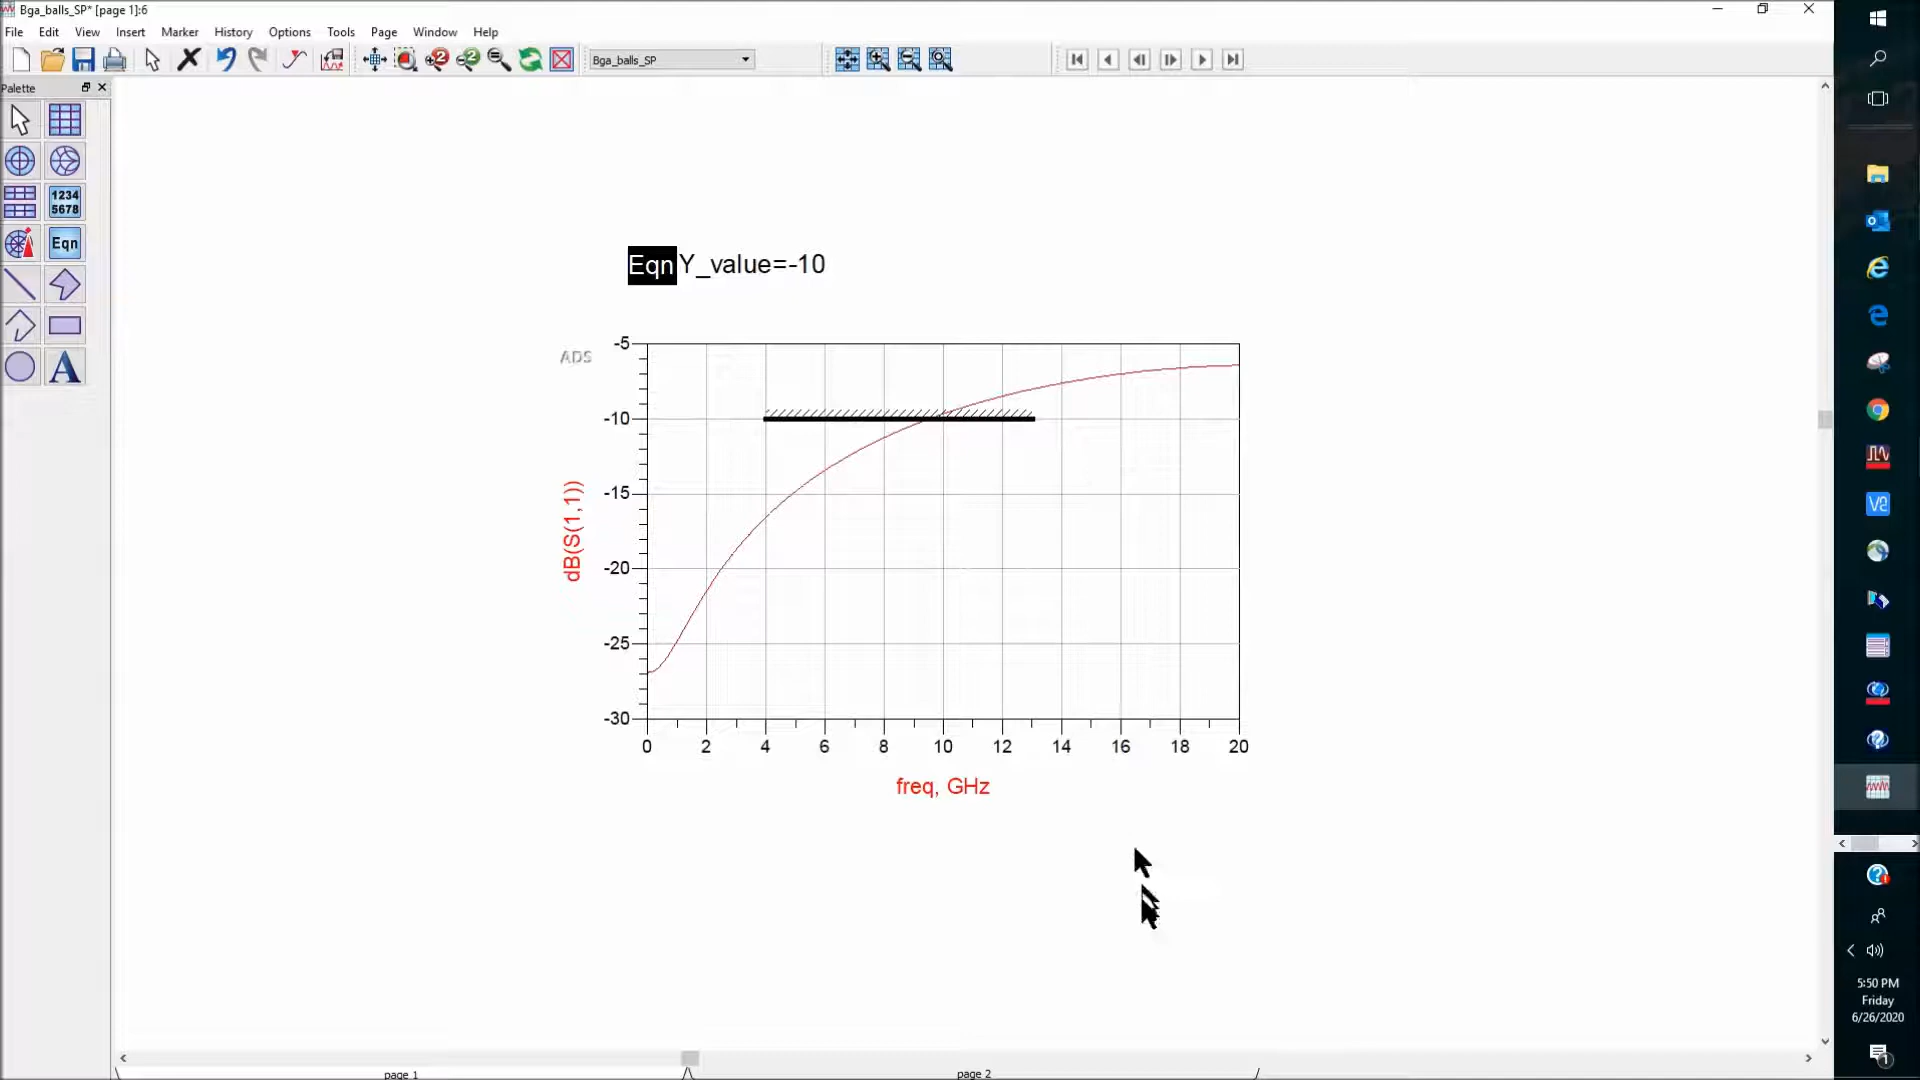 Bga_balls_SP* [page 1]:6
File Edit View Insert Marker History Options Tools Page Window Help
Bga_balls_SP
Palette
1234
5678
Eqn
Eqn Y_value=-10
ADS
-5
-10
-15
-20
-25
-30
dB(S(1,1))
0 2 4 6 8 10 12 14 16 18 20
freq, GHz
5:50 PM
Friday
6/26/2020
1
page 1
page 2